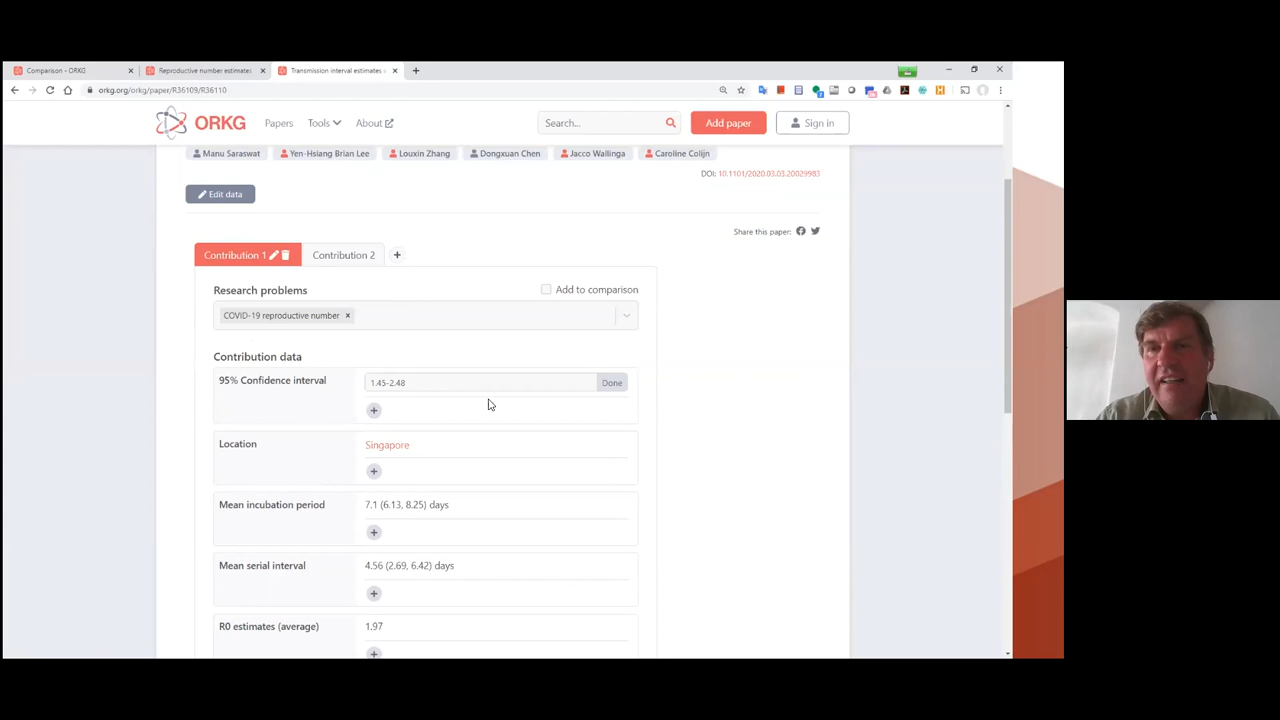 Comparison - ORKG
Reproductive number estimates
Transmission interval estimates
orkg.org/orkg/paper/R36109/R36110
ORKG Papers Tools About Search... Add paper Sign in
Manu Saraswat Yen-Hsiang Brian Lee Louxin Zhang Dongxuan Chen Jacco Wallinga Caroline Colijn
DOI: 10.1101/2020.03.03.20029983
Edit data
Share this paper:
Contribution 1 Contribution 2 +
Research problems Add to comparison
COVID-19 reproductive number ×
Contribution data
95% Confidence interval 1.45-2.48 Done
Location Singapore
Mean incubation period 7.1 (6.13, 8.25) days
Mean serial interval 4.56 (2.69, 6.42) days
R0 estimates (average) 1.97